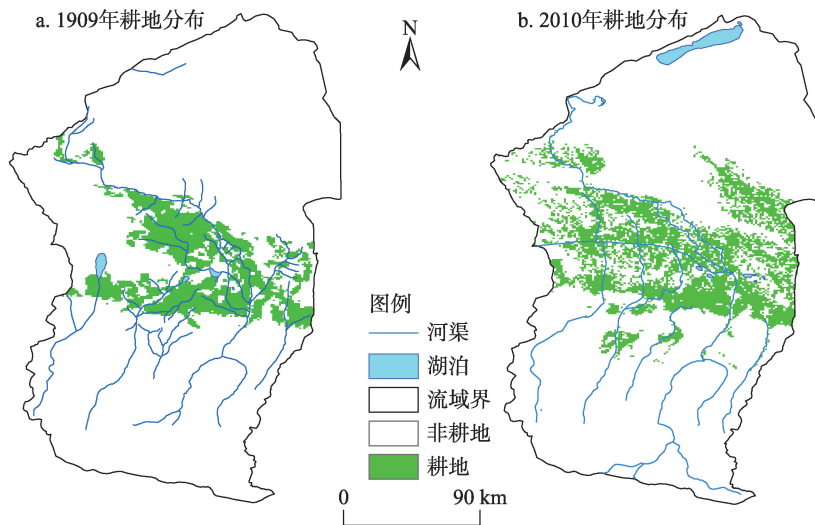 a. 1909年耕地分布
N
b. 2010年耕地分布
图例
河渠
湖泊
流域界
非耕地
耕地
0 90 km